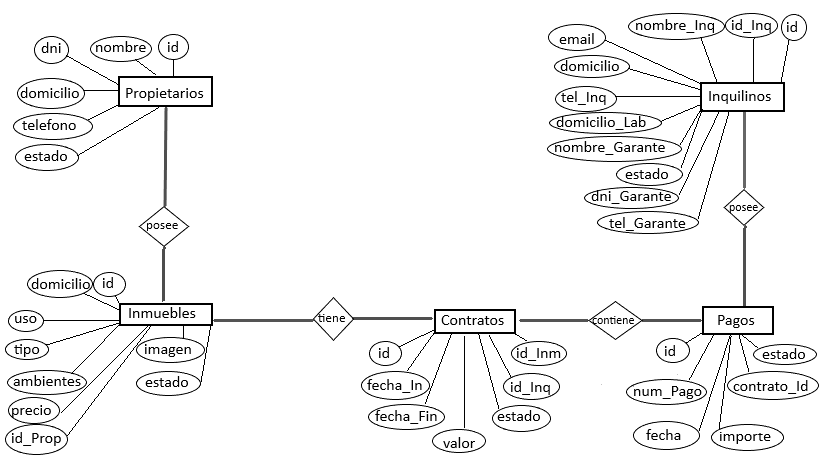 dni
nombre
id
domicilio
Propietarios
telefono
estado
posee
nombre_Inq
id_Inq
id
email
domicilio
Inquilinos
tel_Inq
domicilio_Lab
nombre_Garante
estado
dni_Garante
tel_Garante
posee
domicilio
id
uso
Inmuebles
tipo
imagen
ambientes
estado
precio
id_Prop
tiene
Contratos
id
id_Inm
fecha_In
id_Inq
fecha_Fin
estado
valor
contiene
Pagos
id
estado
num_Pago
contrato_Id
fecha
importe